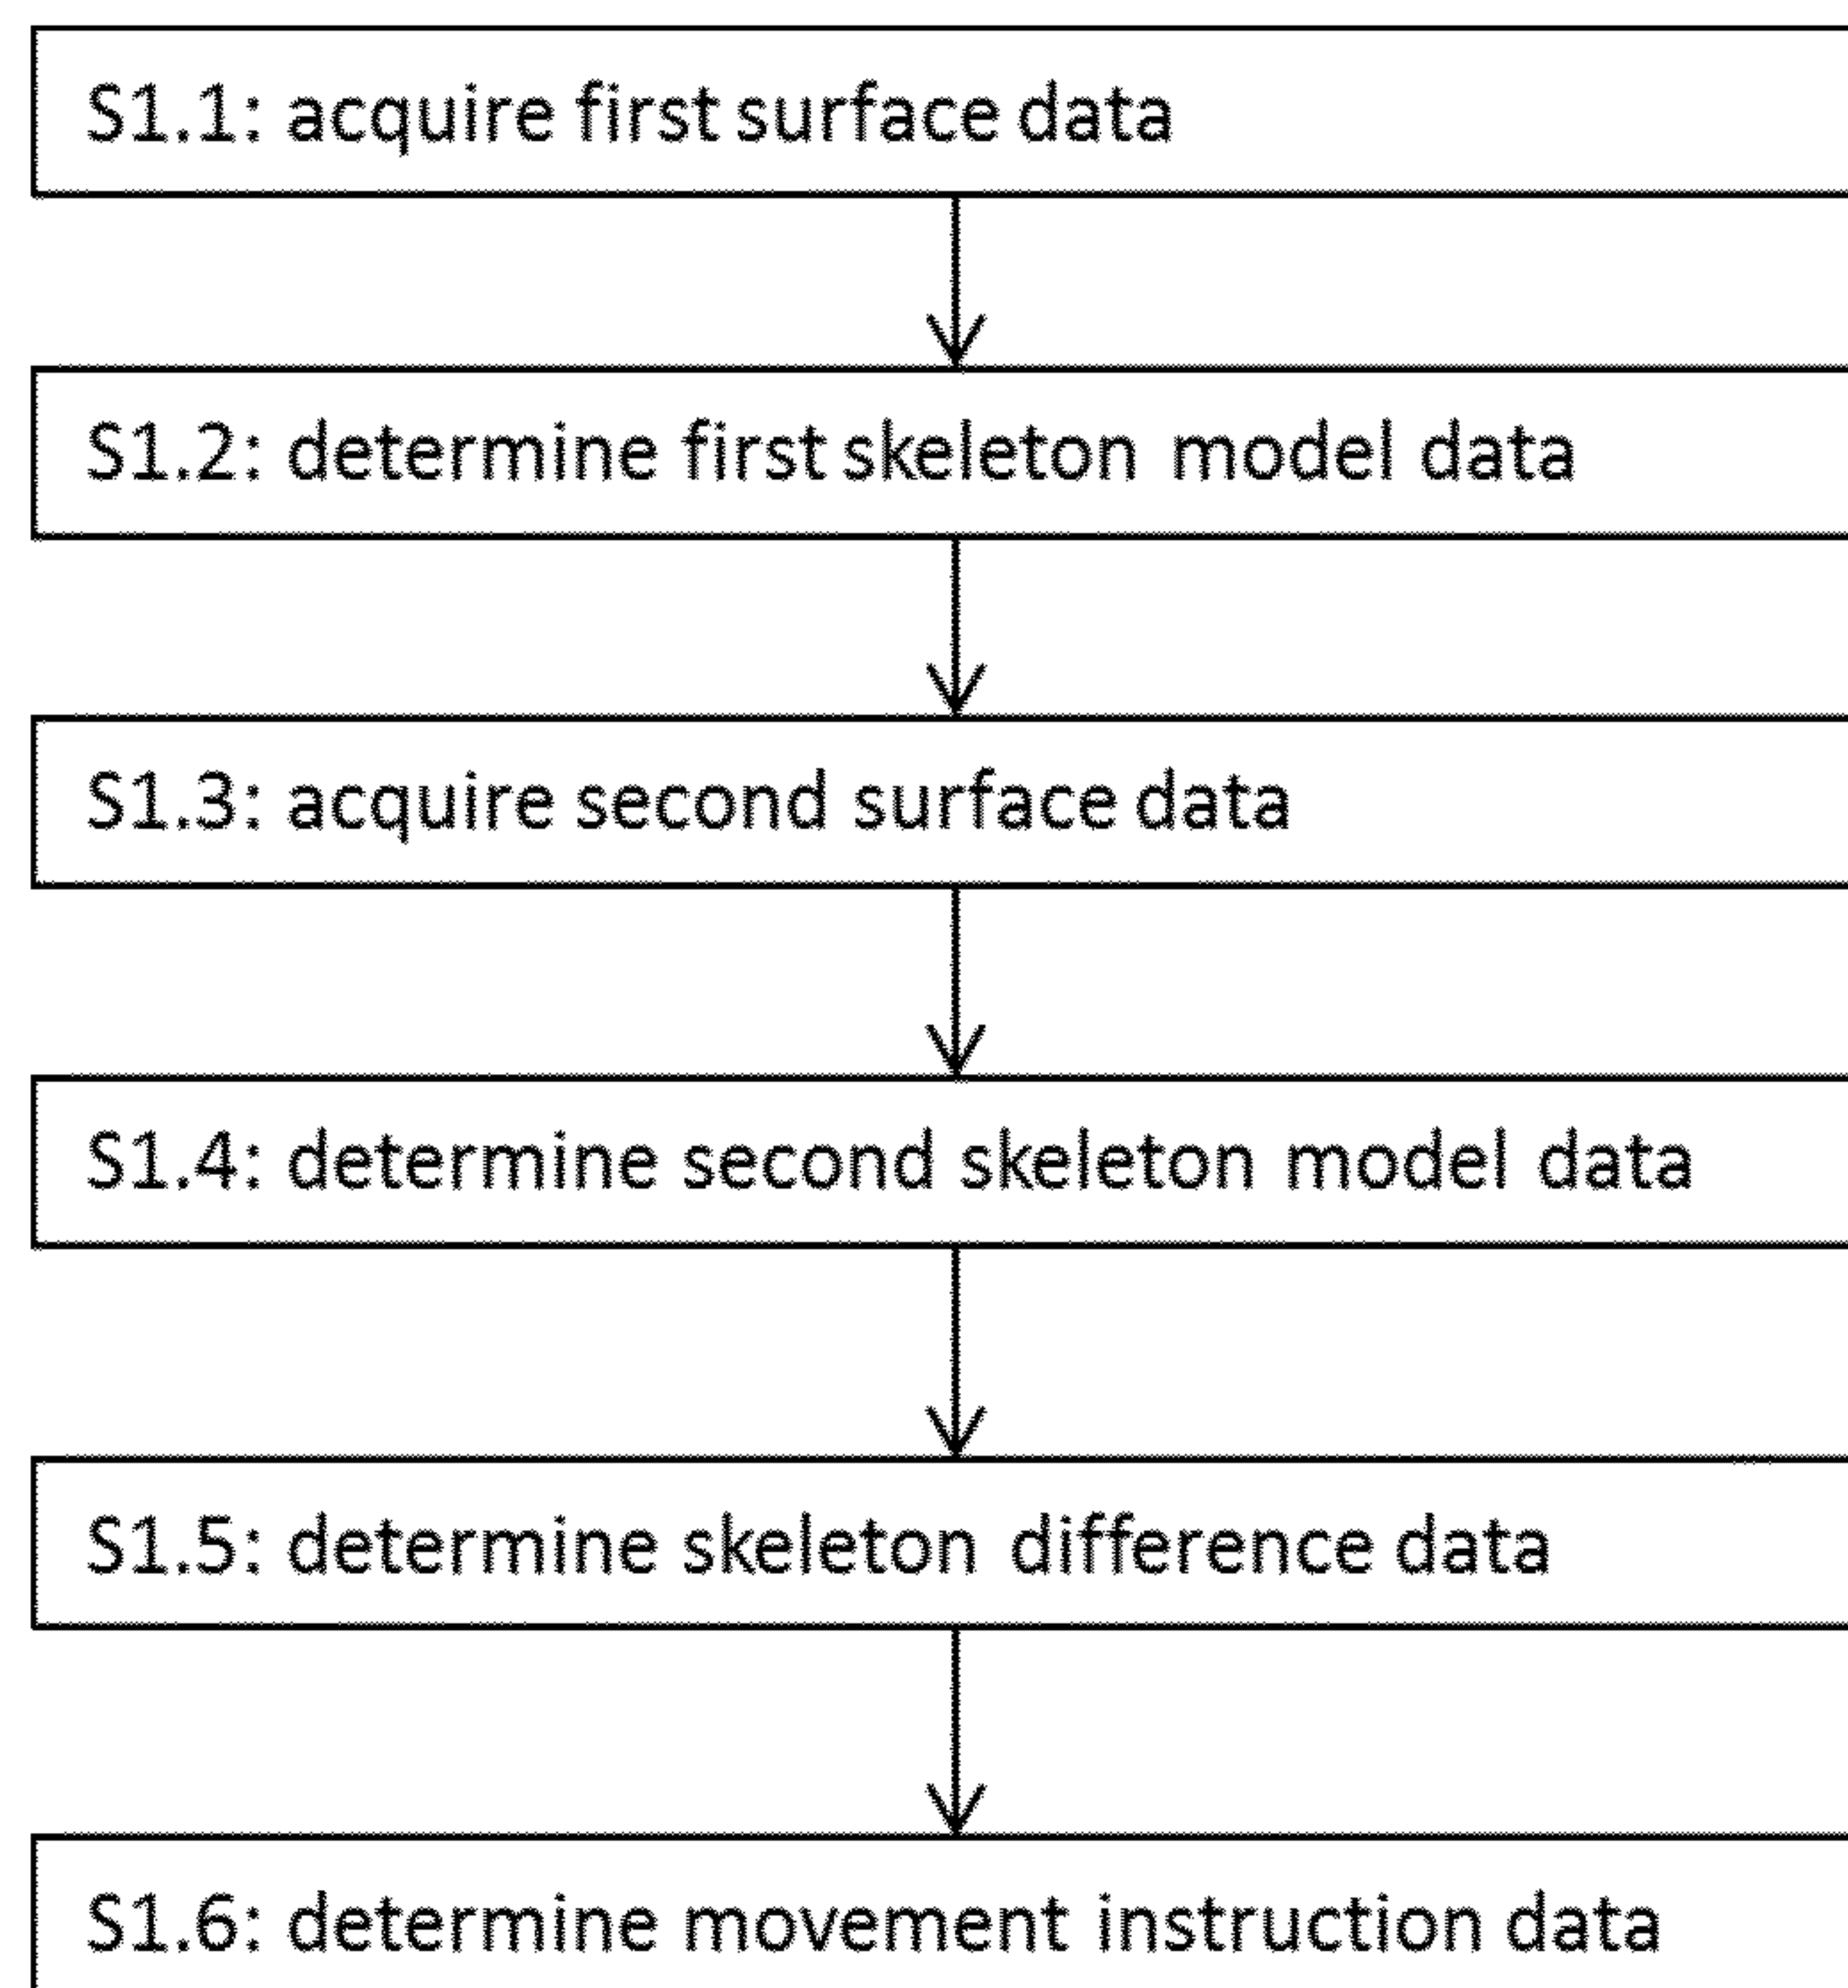 S1.1: acquire first surface data
S1.2: determine first skeleton model data
S1.3: acquire second surface data
S1.4: determine second skeleton model data
S1.5: determine skeleton difference data
S1.6: determine movement instruction data